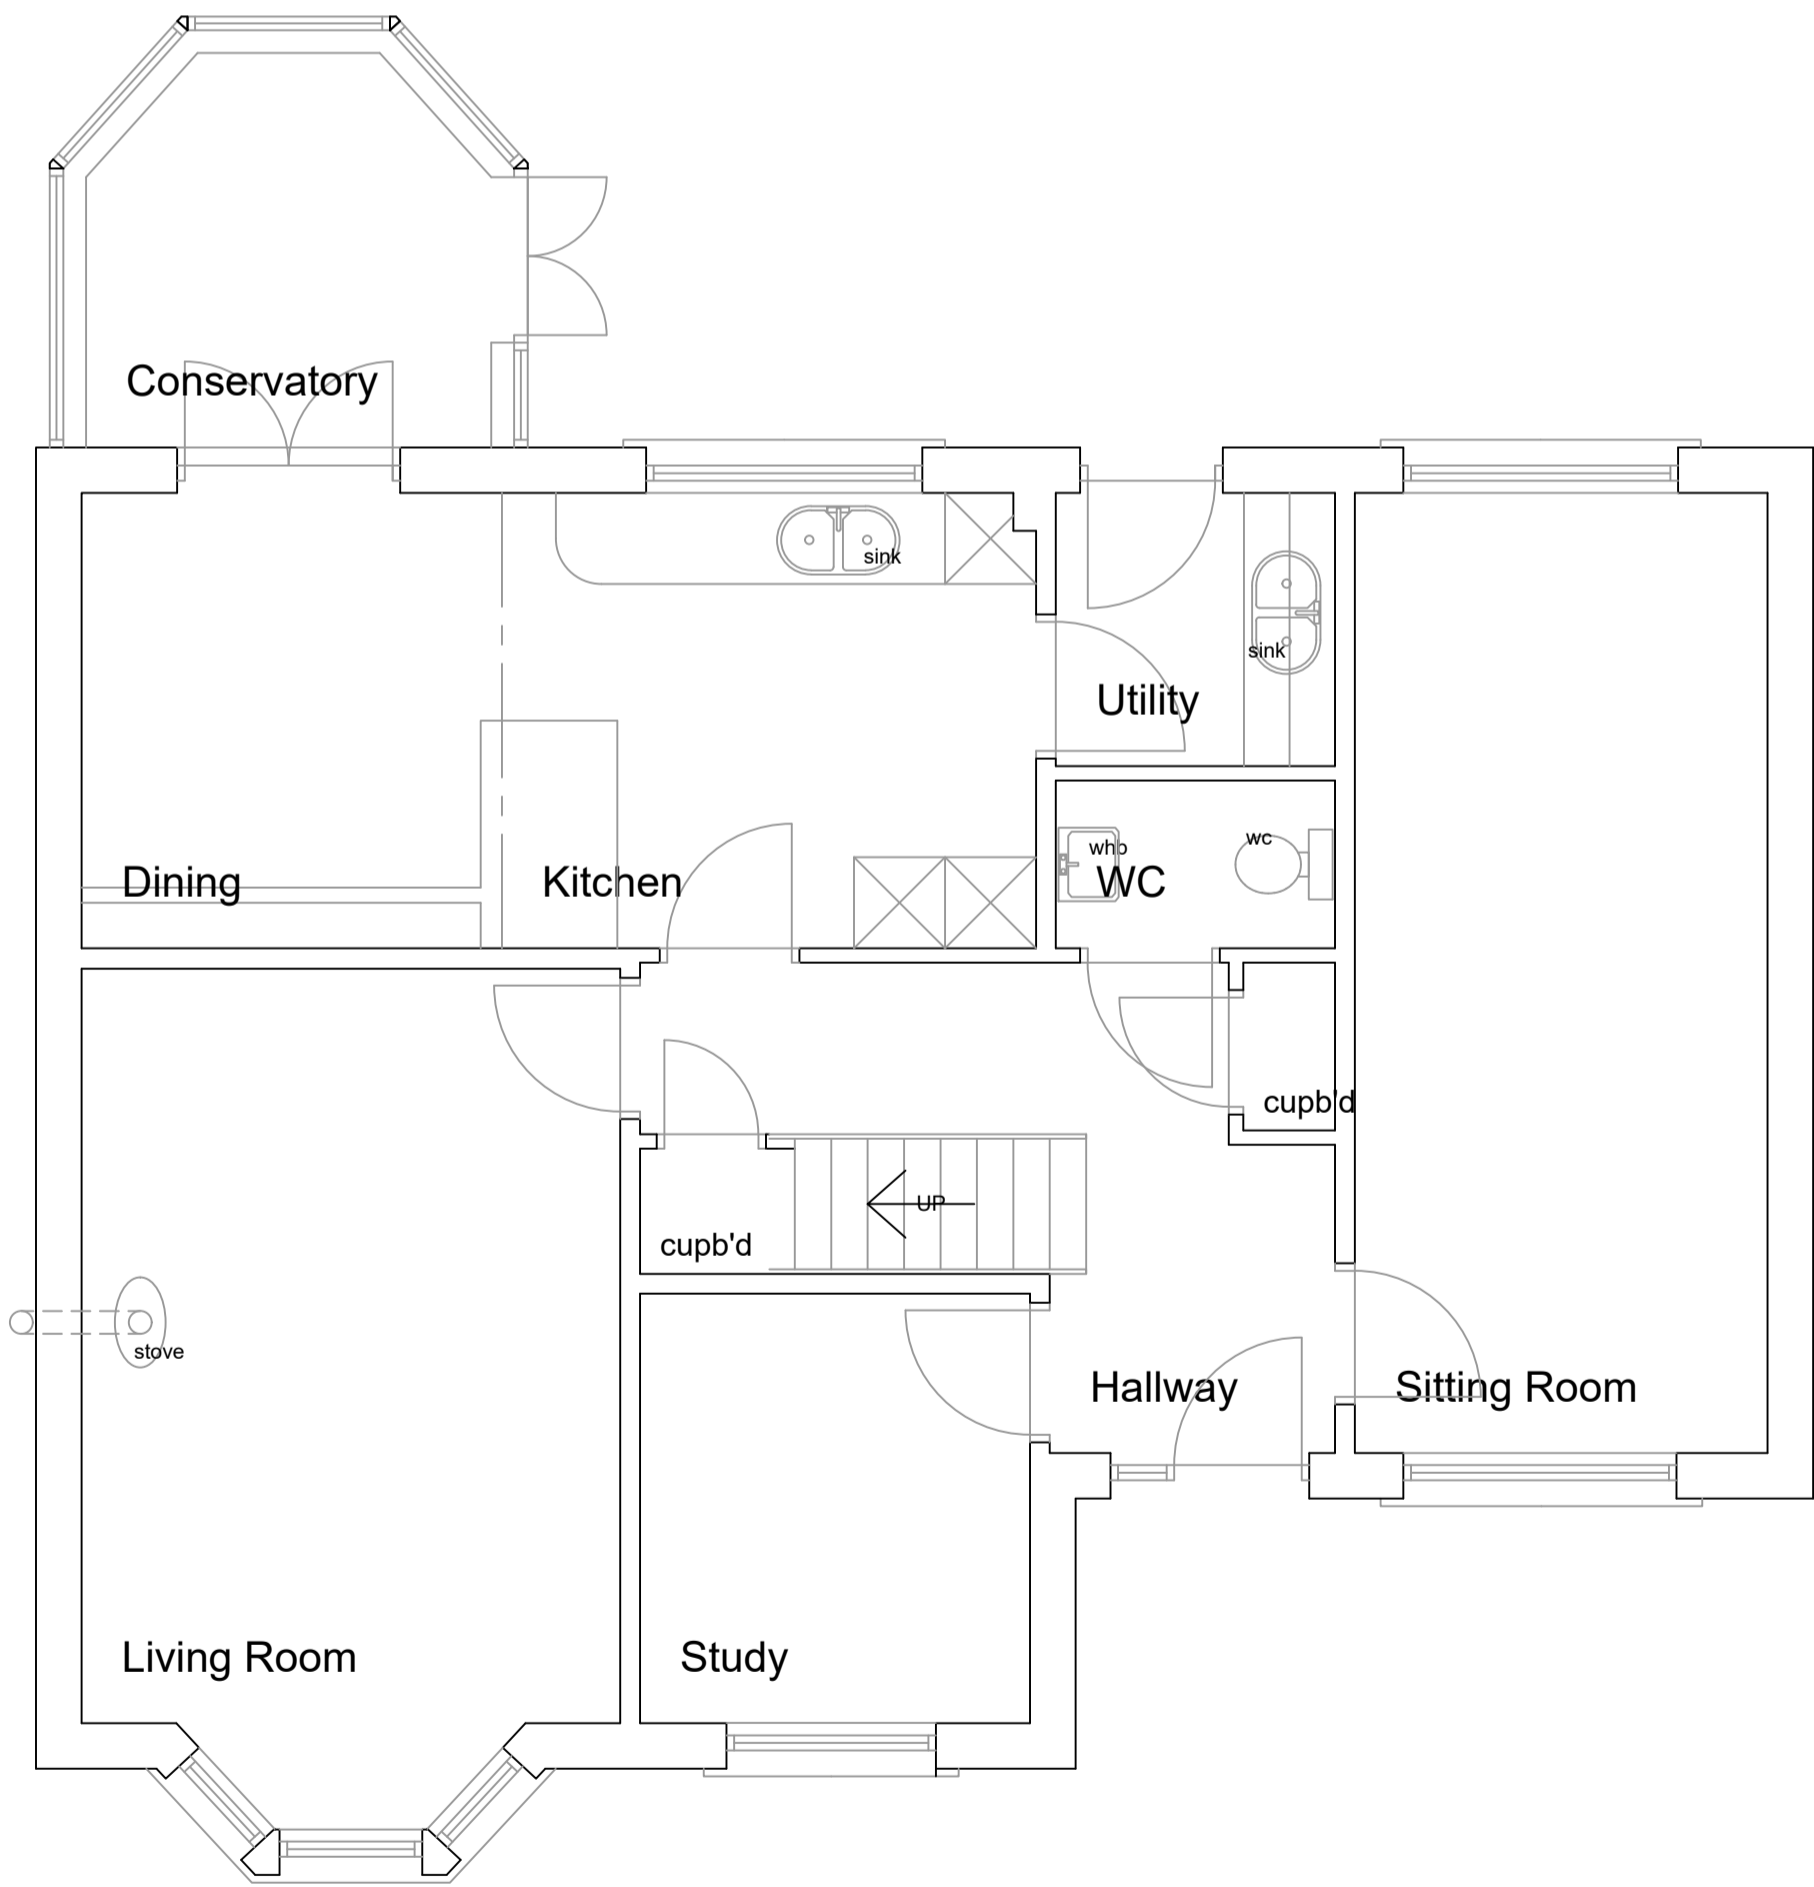 Conservatory
sink
sink
Utility
wc
whb
Dining
Kitchen
WC
cupb'd
UP
cupb'd
stove
Hallway
Sitting Room
Living Room
Study